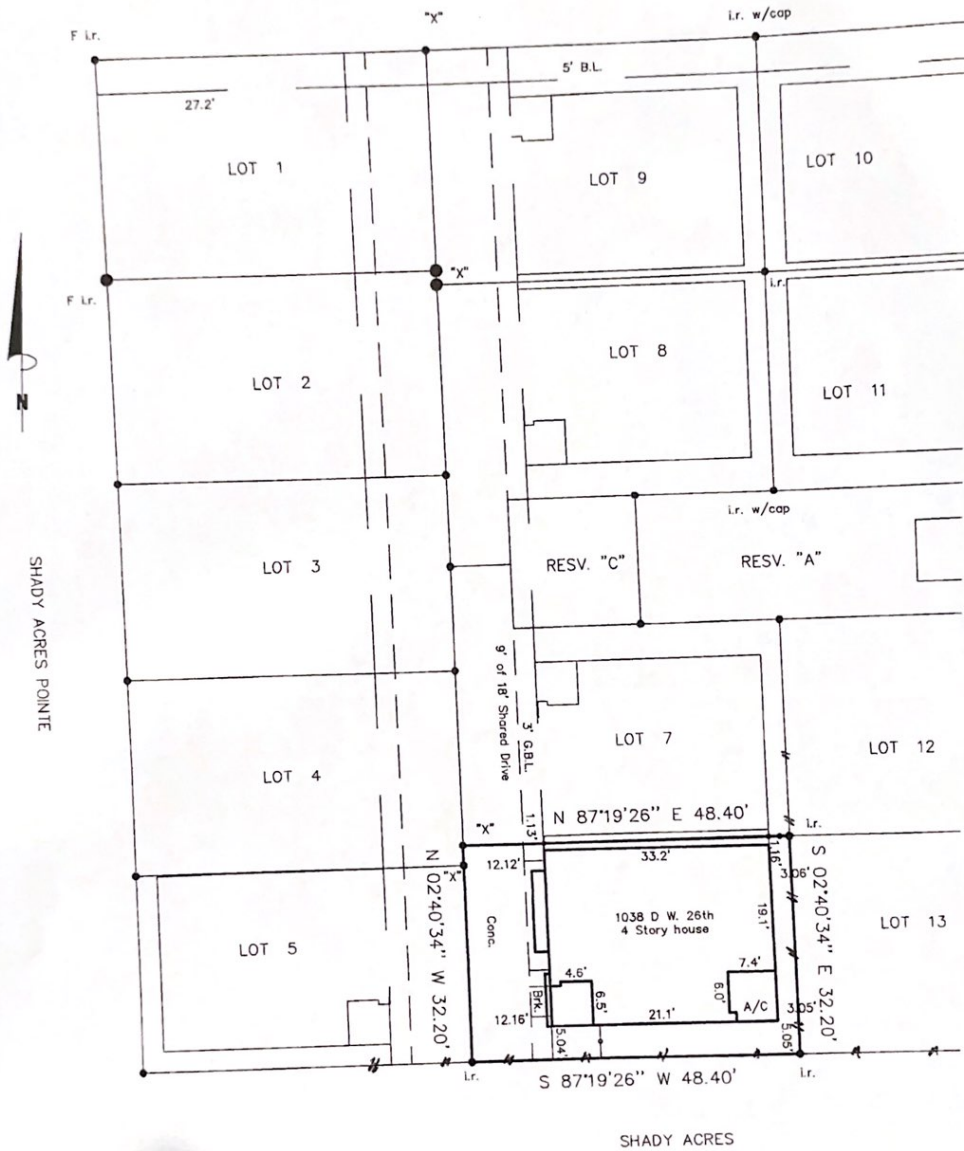 F i.r.
"X"
i.r. w/cap
5' B.L.
27.2'
LOT 1
LOT 9
LOT 10
"X"
F i.r.
i.r.
LOT 2
LOT 8
LOT 11
N
i.r. w/cap
LOT 3
RESV. "C"
RESV. "A"
SHADY ACRES POINTE
9' of 18' Shared Drive
3' G.B.L.
LOT 7
LOT 12
LOT 4
N 87°19'26" E 48.40'
1.13'
"X"
i.r.
12.12'
33.2'
1.16'
3.06'
"X"
N 02°40'34" W 32.20'
S 02°40'34" E 32.20'
Conc.
1038 D W. 26th
4 Story house
19.1'
LOT 13
LOT 5
4.6'
7.4'
6.5'
6.0'
A/C
3.05'
Brk.
12.16'
21.1'
5.04'
5.05'
i.r.
S 87°19'26" W 48.40'
i.r.
SHADY ACRES